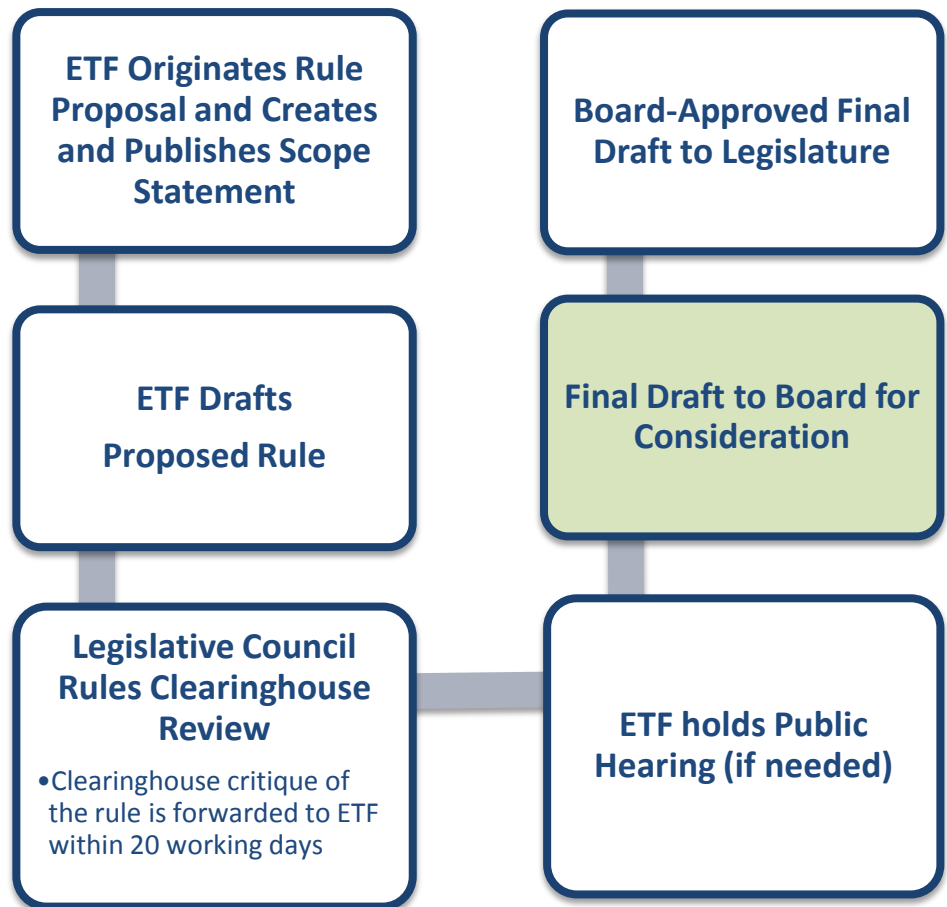 ETF Originates Rule
Proposal and Creates
and Publishes Scope
Statement
ETF Drafts
Proposed Rule
Legislative Council
Rules Clearinghouse
Review
•Clearinghouse critique of
the rule is forwarded to ETF
within 20 working days
ETF holds Public
Hearing (if needed)
Final Draft to Board for
Consideration
Board-Approved Final
Draft to Legislature